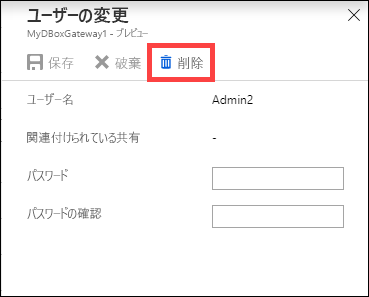 ユーザーの変更
MyDBoxGateway1 - プレビュー
保存 破棄 削除
ユーザー名 Admin2
関連付けられている共有 -
パスワード
パスワードの確認